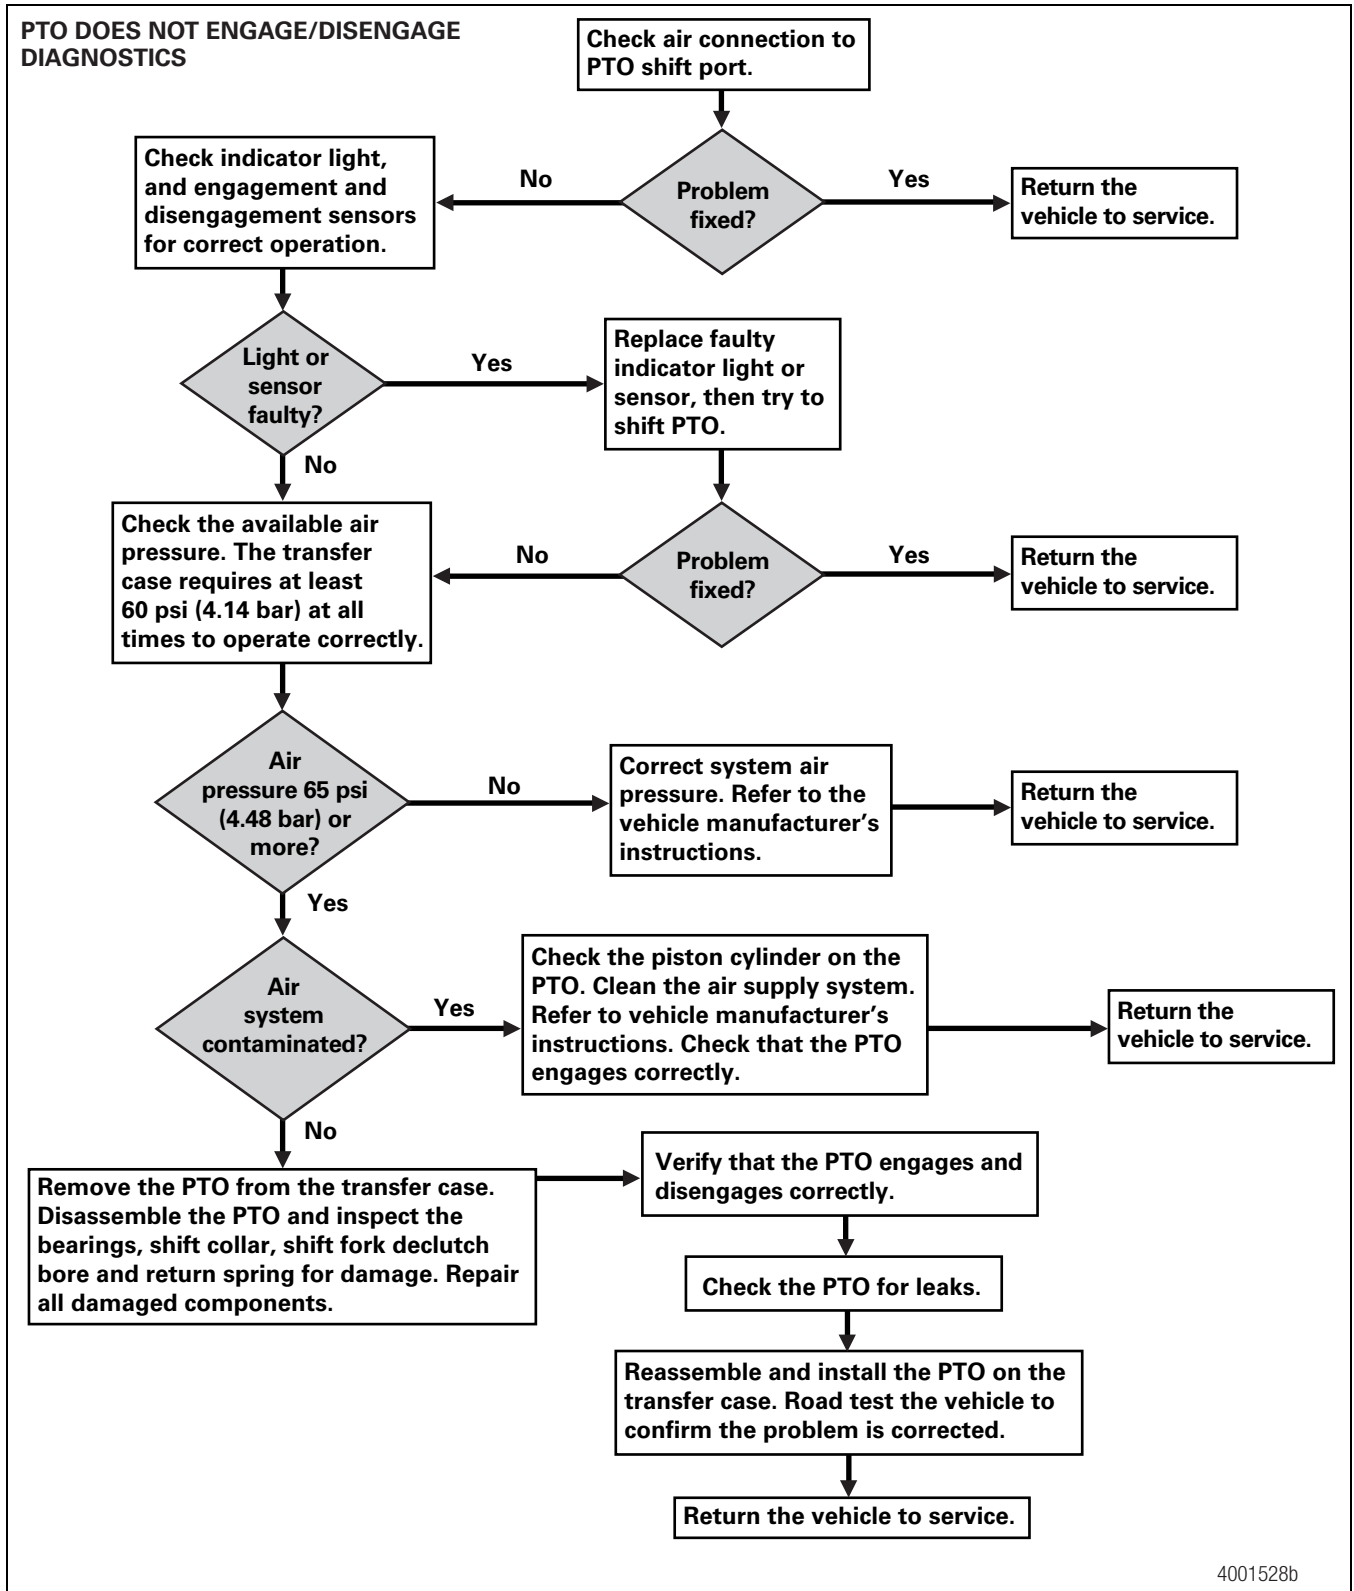 PTO DOES NOT ENGAGE/DISENGAGE
DIAGNOSTICS
Check air connection to
PTO shift port.
Problem
fixed?
No
Yes
Check indicator light,
and engagement and
disengagement sensors
for correct operation.
Return the
vehicle to service.
Light or
sensor
faulty?
Yes
No
Replace faulty
indicator light or
sensor, then try to
shift PTO.
Problem
fixed?
No
Yes
Return the
vehicle to service.
Check the available air
pressure. The transfer
case requires at least
60 psi (4.14 bar) at all
times to operate correctly.
Air
pressure 65 psi
(4.48 bar) or
more?
No
Yes
Correct system air
pressure. Refer to the
vehicle manufacturer's
instructions.
Return the
vehicle to service.
Air
system
contaminated?
Yes
No
Check the piston cylinder on the
PTO. Clean the air supply system.
Refer to vehicle manufacturer's
instructions. Check that the PTO
engages correctly.
Return the
vehicle to service.
Remove the PTO from the transfer case.
Disassemble the PTO and inspect the
bearings, shift collar, shift fork declutch
bore and return spring for damage. Repair
all damaged components.
Verify that the PTO engages and
disengages correctly.
Check the PTO for leaks.
Reassemble and install the PTO on the
transfer case. Road test the vehicle to
confirm the problem is corrected.
Return the vehicle to service.
4001528b